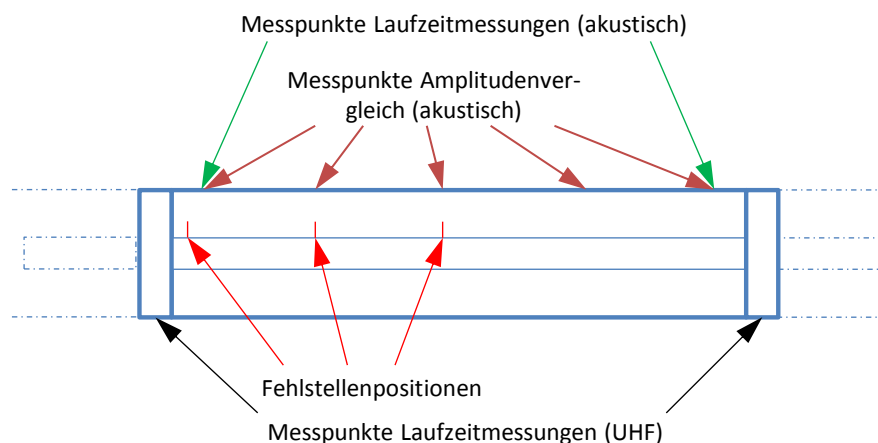 Messpunkte Laufzeitmessungen (akustisch)
Messpunkte Amplitudenver-
gleich (akustisch)
Fehlstellenpositionen
Messpunkte Laufzeitmessungen (UHF)